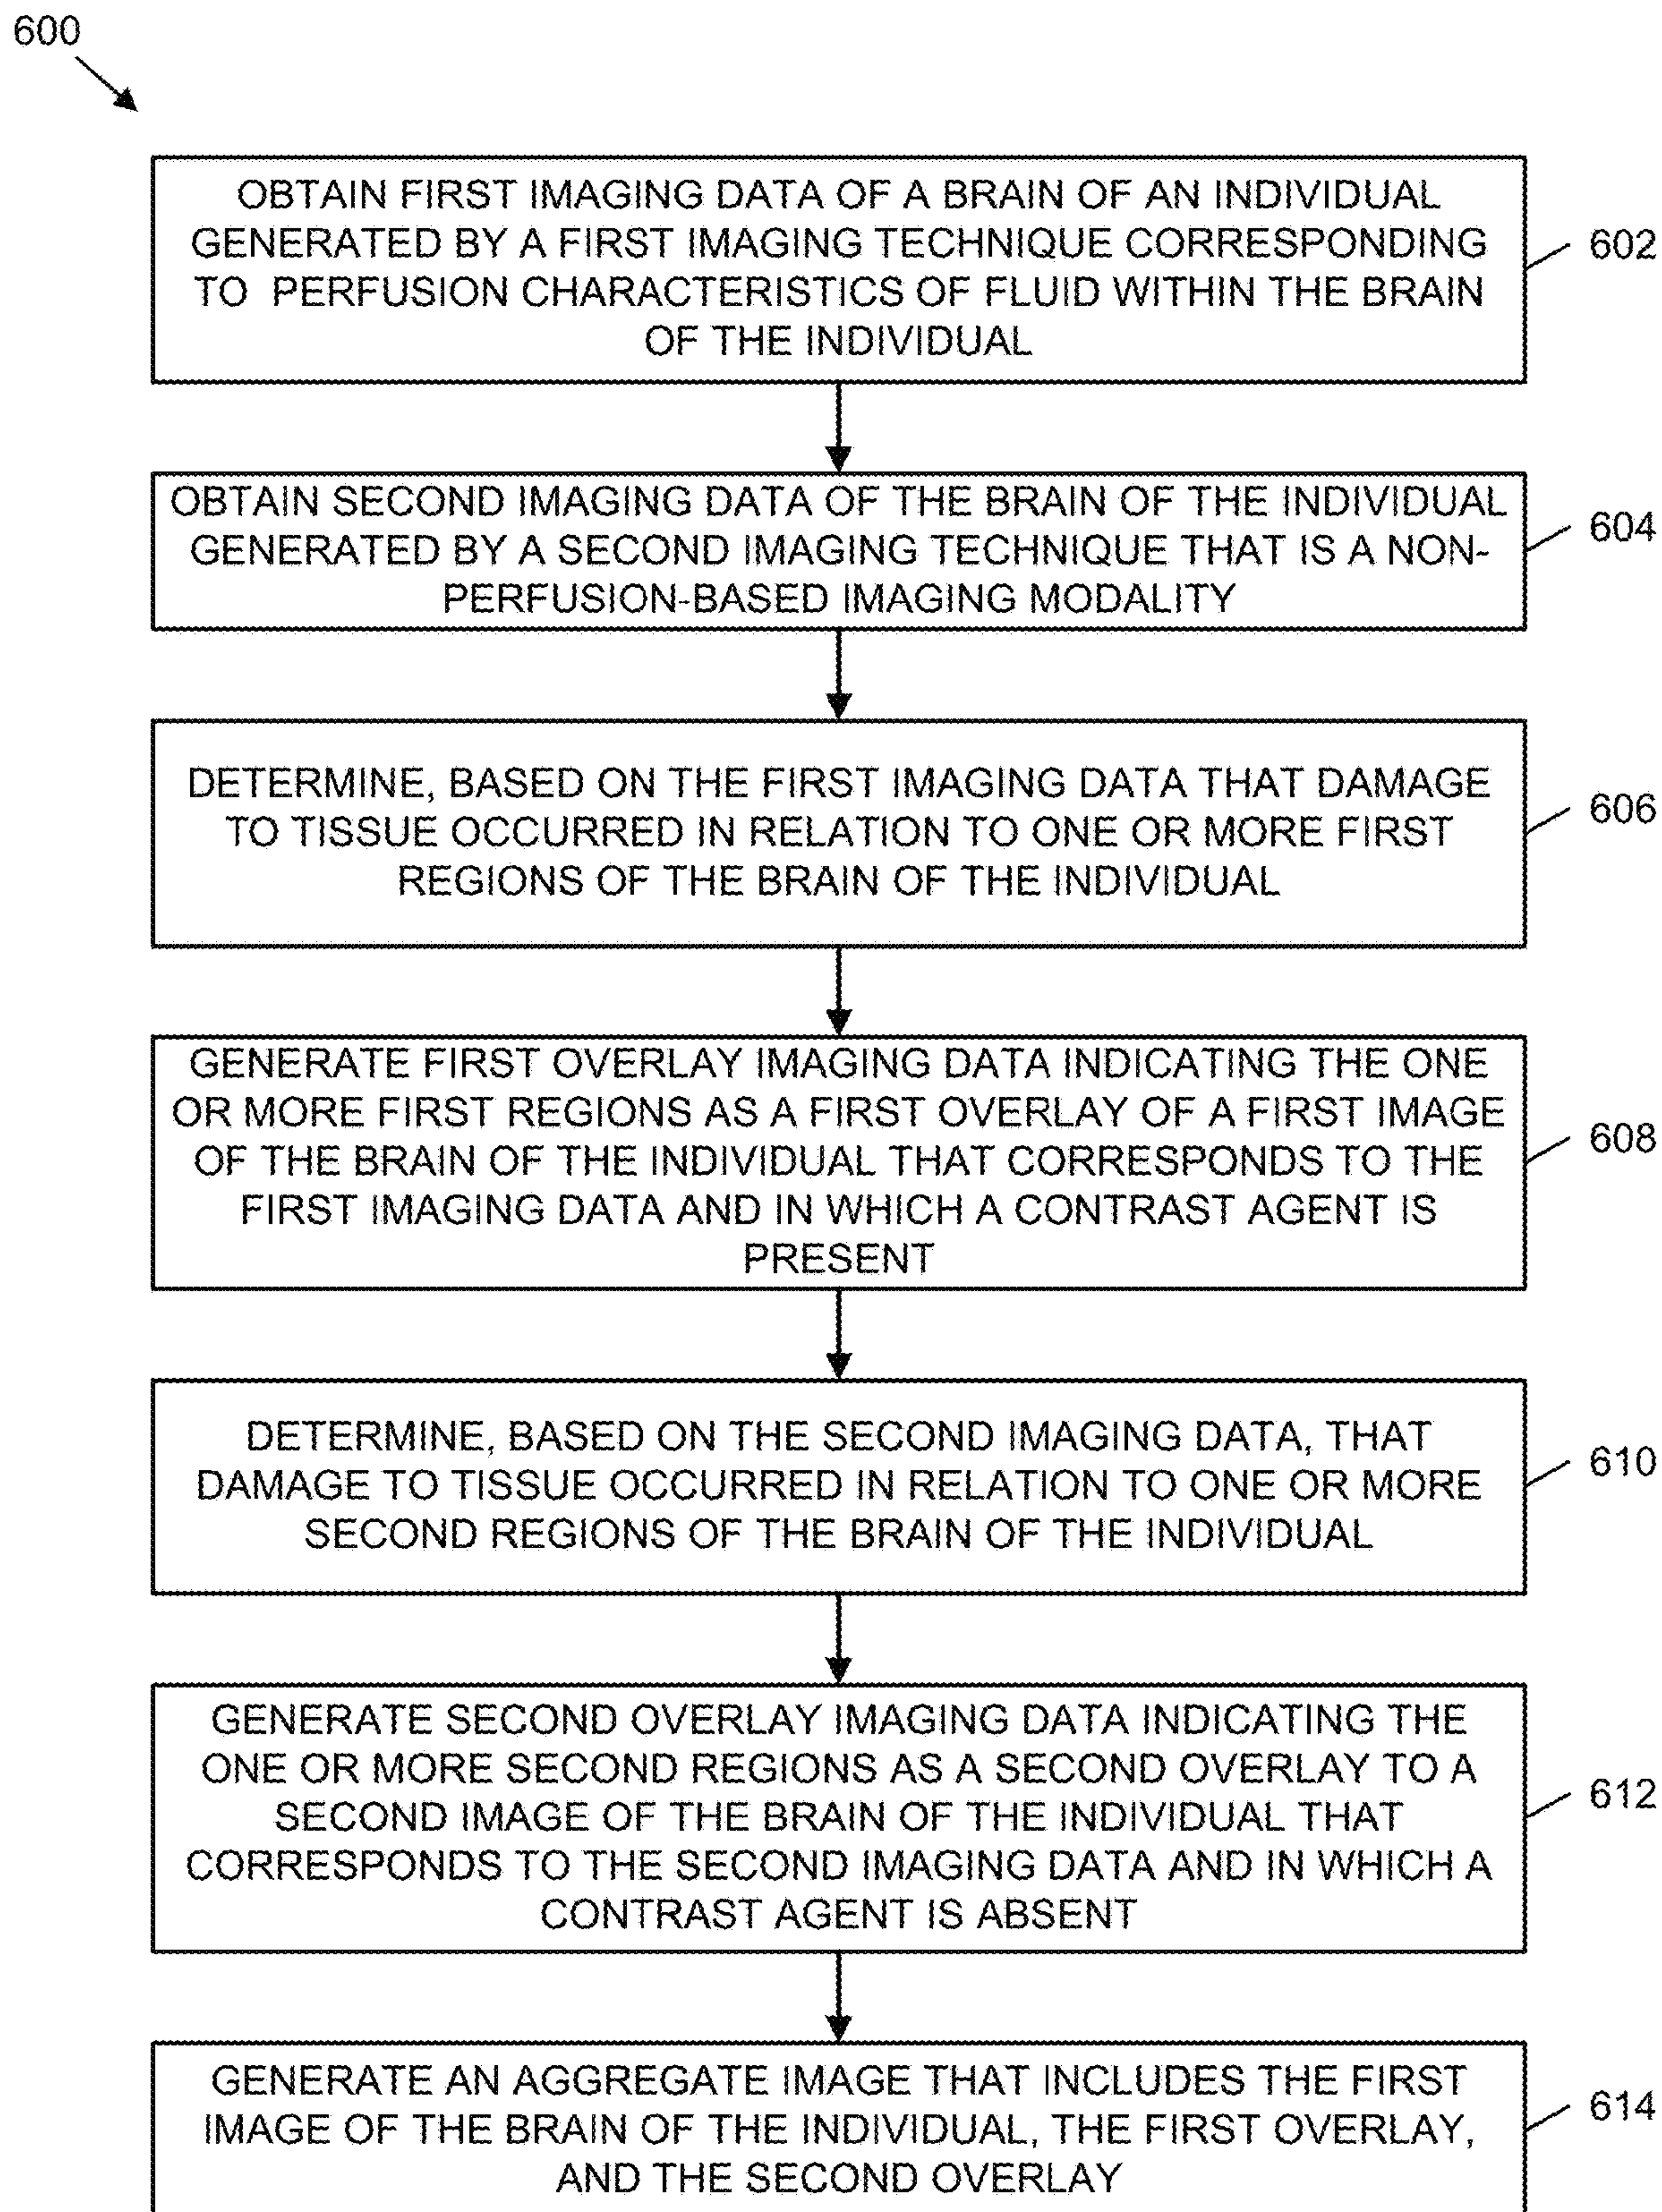 600
OBTAIN FIRST IMAGING DATA OF A BRAIN OF AN INDIVIDUAL
GENERATED BY A FIRST IMAGING TECHNIQUE CORRESPONDING
TO PERFUSION CHARACTERISTICS OF FLUID WITHIN THE BRAIN
OF THE INDIVIDUAL
602
OBTAIN SECOND IMAGING DATA OF THE BRAIN OF THE INDIVIDUAL
GENERATED BY A SECOND IMAGING TECHNIQUE THAT IS A NON-
PERFUSION-BASED IMAGING MODALITY
604
DETERMINE, BASED ON THE FIRST IMAGING DATA THAT DAMAGE
TO TISSUE OCCURRED IN RELATION TO ONE OR MORE FIRST
REGIONS OF THE BRAIN OF THE INDIVIDUAL
606
GENERATE FIRST OVERLAY IMAGING DATA INDICATING THE ONE
OR MORE FIRST REGIONS AS A FIRST OVERLAY OF A FIRST IMAGE
OF THE BRAIN OF THE INDIVIDUAL THAT CORRESPONDS TO THE
FIRST IMAGING DATA AND IN WHICH A CONTRAST AGENT IS
PRESENT
608
DETERMINE, BASED ON THE SECOND IMAGING DATA, THAT
DAMAGE TO TISSUE OCCURRED IN RELATION TO ONE OR MORE
SECOND REGIONS OF THE BRAIN OF THE INDIVIDUAL
610
GENERATE SECOND OVERLAY IMAGING DATA INDICATING THE
ONE OR MORE SECOND REGIONS AS A SECOND OVERLAY TO A
SECOND IMAGE OF THE BRAIN OF THE INDIVIDUAL THAT
CORRESPONDS TO THE SECOND IMAGING DATA AND IN WHICH A
CONTRAST AGENT IS ABSENT
612
GENERATE AN AGGREGATE IMAGE THAT INCLUDES THE FIRST
IMAGE OF THE BRAIN OF THE INDIVIDUAL, THE FIRST OVERLAY,
AND THE SECOND OVERLAY
614